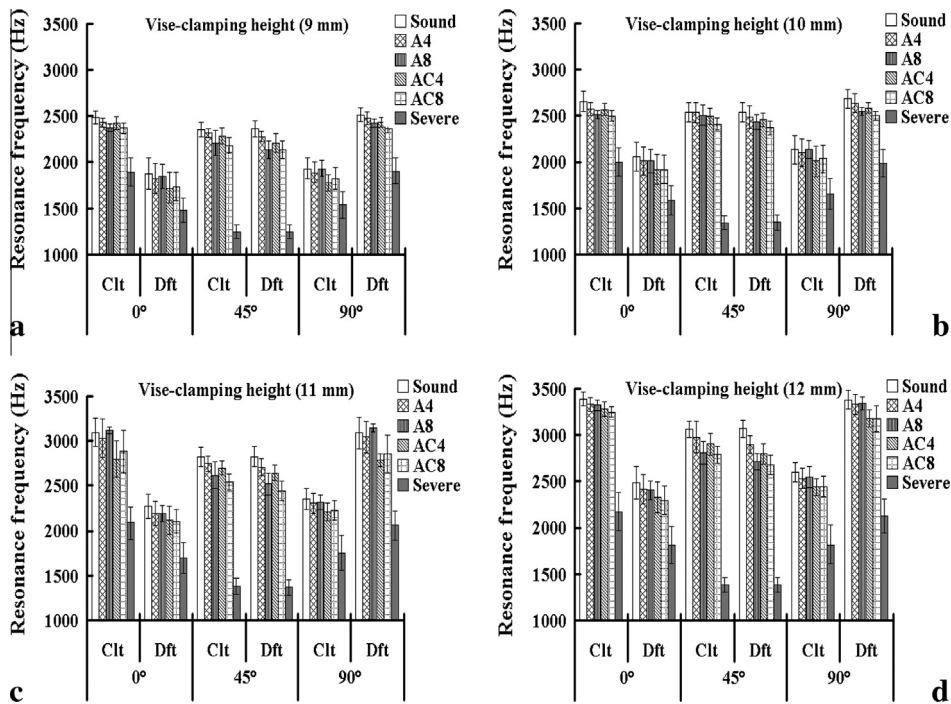 Vise-clamping height (9 mm)
Resonance frequency (Hz)
3500
3000
2500
2000
1500
1000
Sound
A4
A8
AC4
AC8
Severe
Clt Dft Clt Dft Clt Dft
0° 45° 90°
a
Vise-clamping height (10 mm)
Resonance frequency (Hz)
3500
3000
2500
2000
1500
1000
Sound
A4
A8
AC4
AC8
Severe
Clt Dft Clt Dft Clt Dft
0° 45° 90°
b
Vise-clamping height (11 mm)
Resonance frequency (Hz)
3500
3000
2500
2000
1500
1000
Sound
A4
A8
AC4
AC8
Severe
Clt Dft Clt Dft Clt Dft
0° 45° 90°
c
Vise-clamping height (12 mm)
Resonance frequency (Hz)
3500
3000
2500
2000
1500
1000
Sound
A4
A8
AC4
AC8
Severe
Clt Dft Clt Dft Clt Dft
0° 45° 90°
d